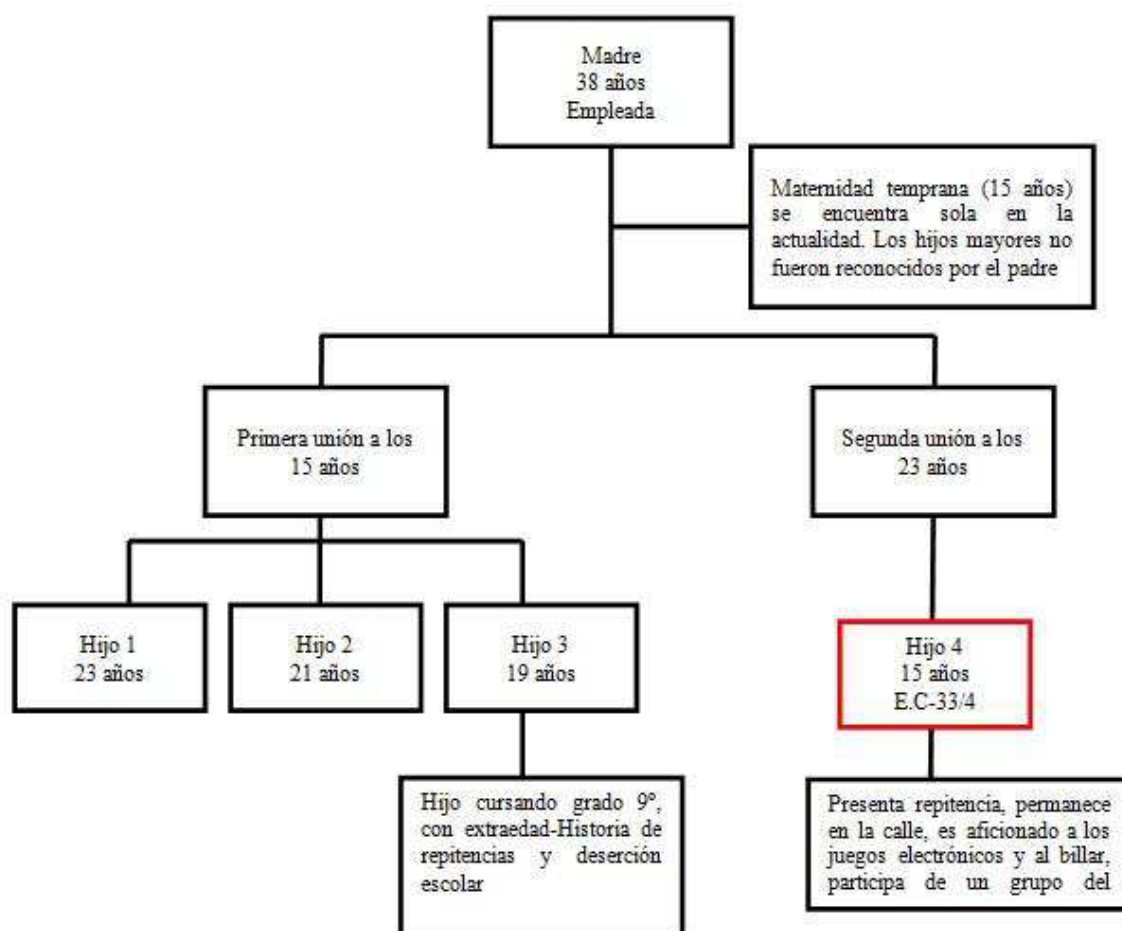 Madre
38 años
Empleada
Maternidad temprana (15 años)
se encuentra sola en la
actualidad. Los hijos mayores no
fueron reconocidos por el padre
Primera unión a los
15 años
Segunda unión a los
23 años
Hijo 1
23 años
Hijo 2
21 años
Hijo 3
19 años
Hijo 4
15 años
E.C-33/4
Hijo cursando grado 9º,
con extraedad-Historia de
repitencias y deserción
escolar
Presenta repitencia, permanece
en la calle, es aficionado a los
juegos electrónicos y al billar,
participa de un grupo del